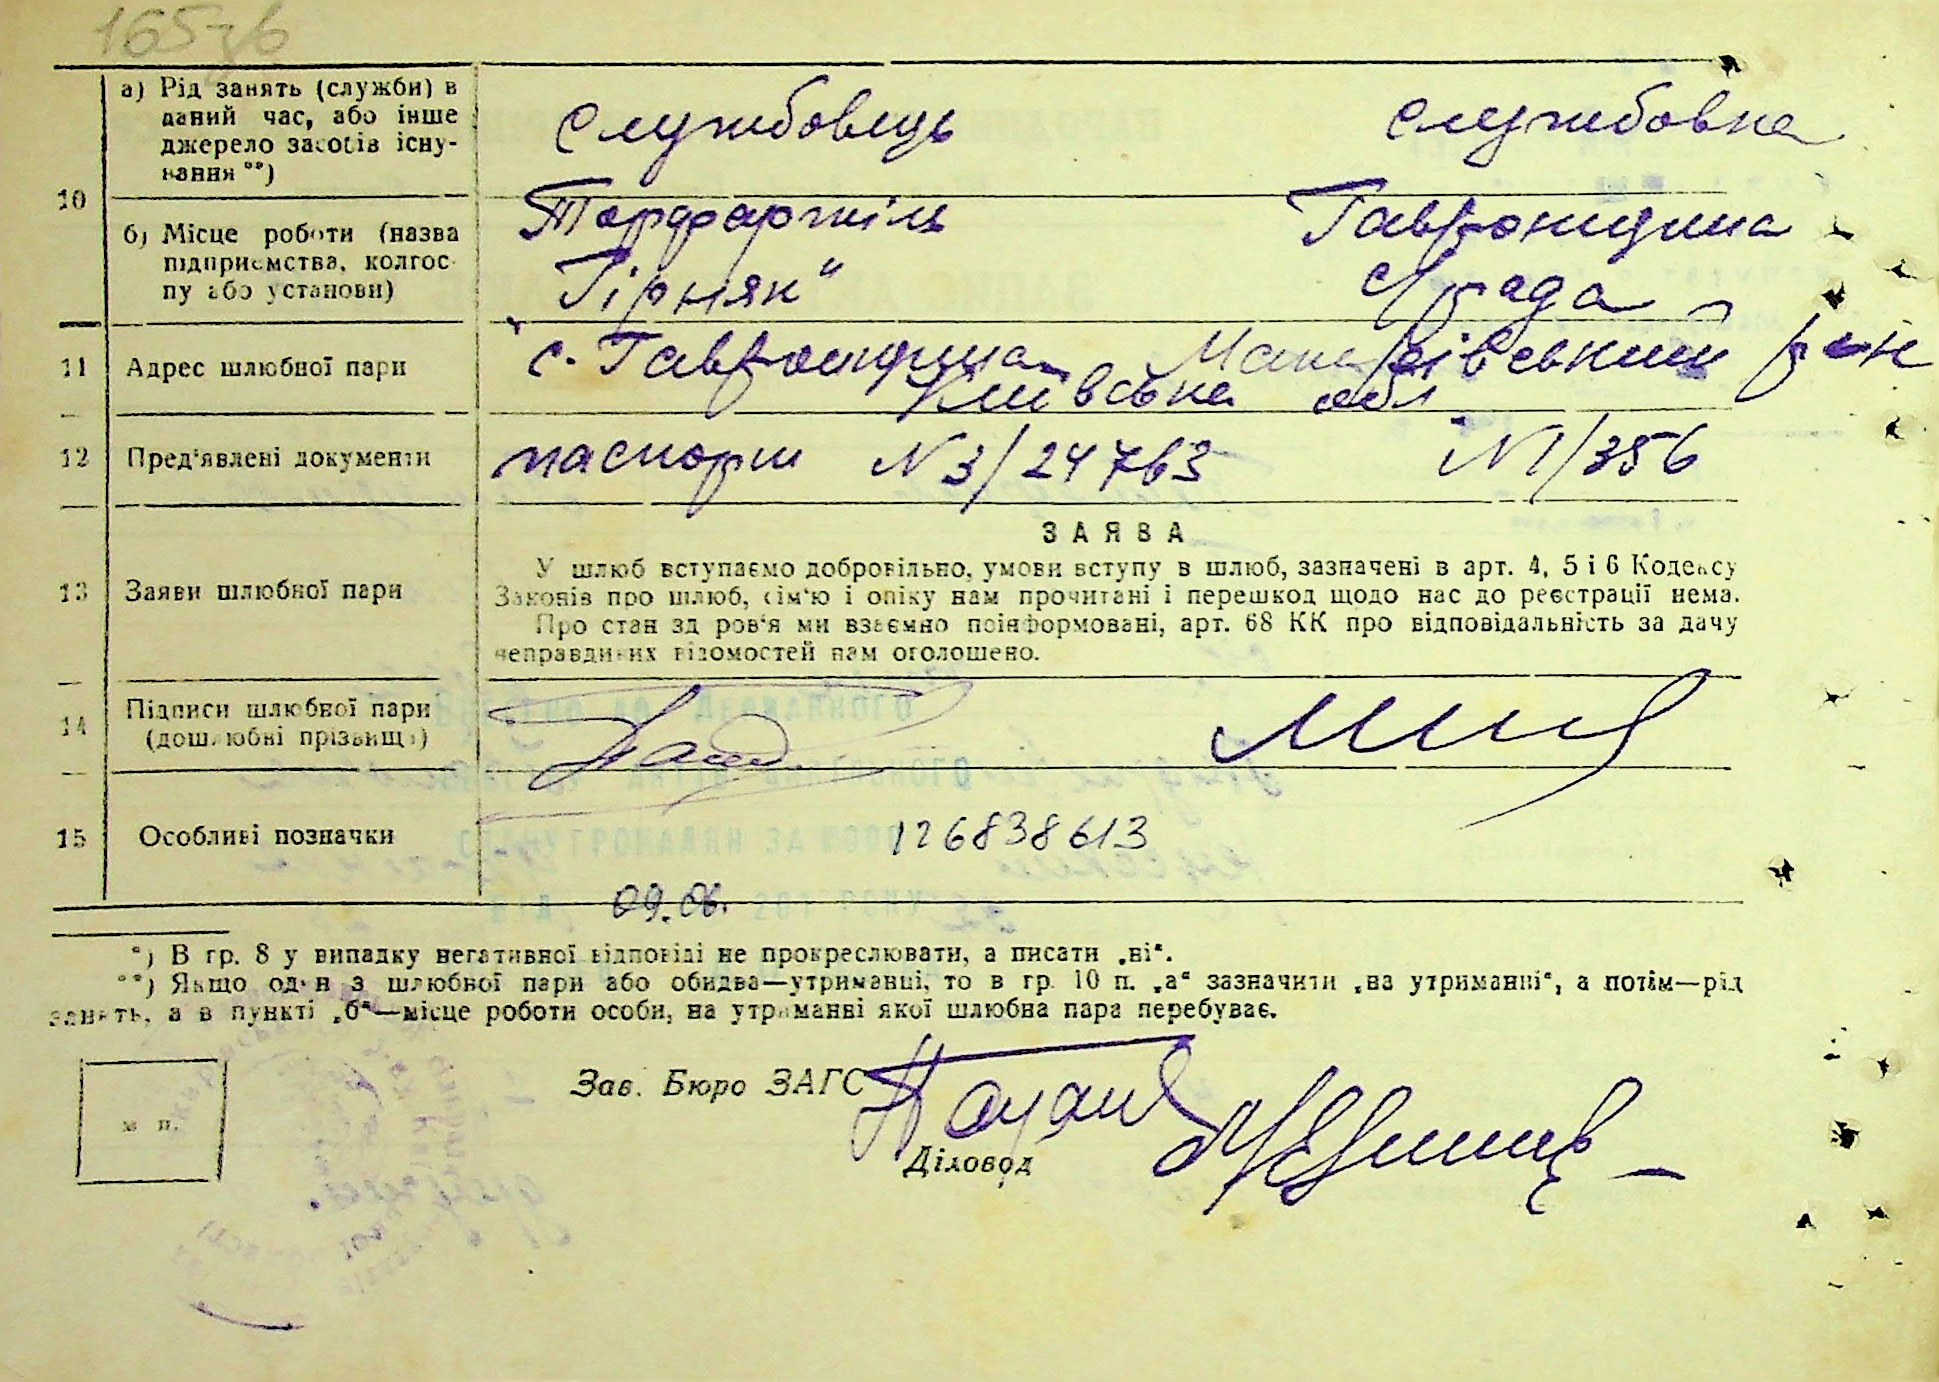 165зв
10
а) Рід занять (служби) в даний час, або інше джерело засобів існування **)
службовець службовка
б) Місце роботи (назва підприємства, колгоспу або установи)
Торфартіль Гавронщина
„Гірняк“ с/рада
11 Адрес шлюбної пари
с. Гавронщина Макарівський р-н
Київська обл
12 Пред'явлені документи
паспорт N 3/24763 N 1/356
13 Заяви шлюбної пари
ЗАЯВА
У шлюб вступаємо добровільно, умови вступу в шлюб, зазначені в арт. 4, 5 і 6 Кодексу
Законів про шлюб, сім'ю і опіку нам прочитані і перешкод щодо нас до реєстрації нема.
Про стан здоров'я ми взаємно поінформовані, арт. 68 КК про відповідальність за дачу
неправдивих відомостей нам оголошено.
14 Підписи шлюбної пари
(дошлюбні прізвища)
15 Особливі позначки
126838613
09.06.
*) В гр. 8 у випадку негативної відповіді не прокреслювати, а писати „ні“.
**) Якщо один з шлюбної пари або обидва—утриманці, то в гр. 10 п. „а“ зазначити „на утриманні“, а потім—рід
занять, а в пункті „б“—місце роботи особи, на утриманні якої шлюбна пара перебуває.
м п.
Зав. Бюро ЗАГС
Діловод